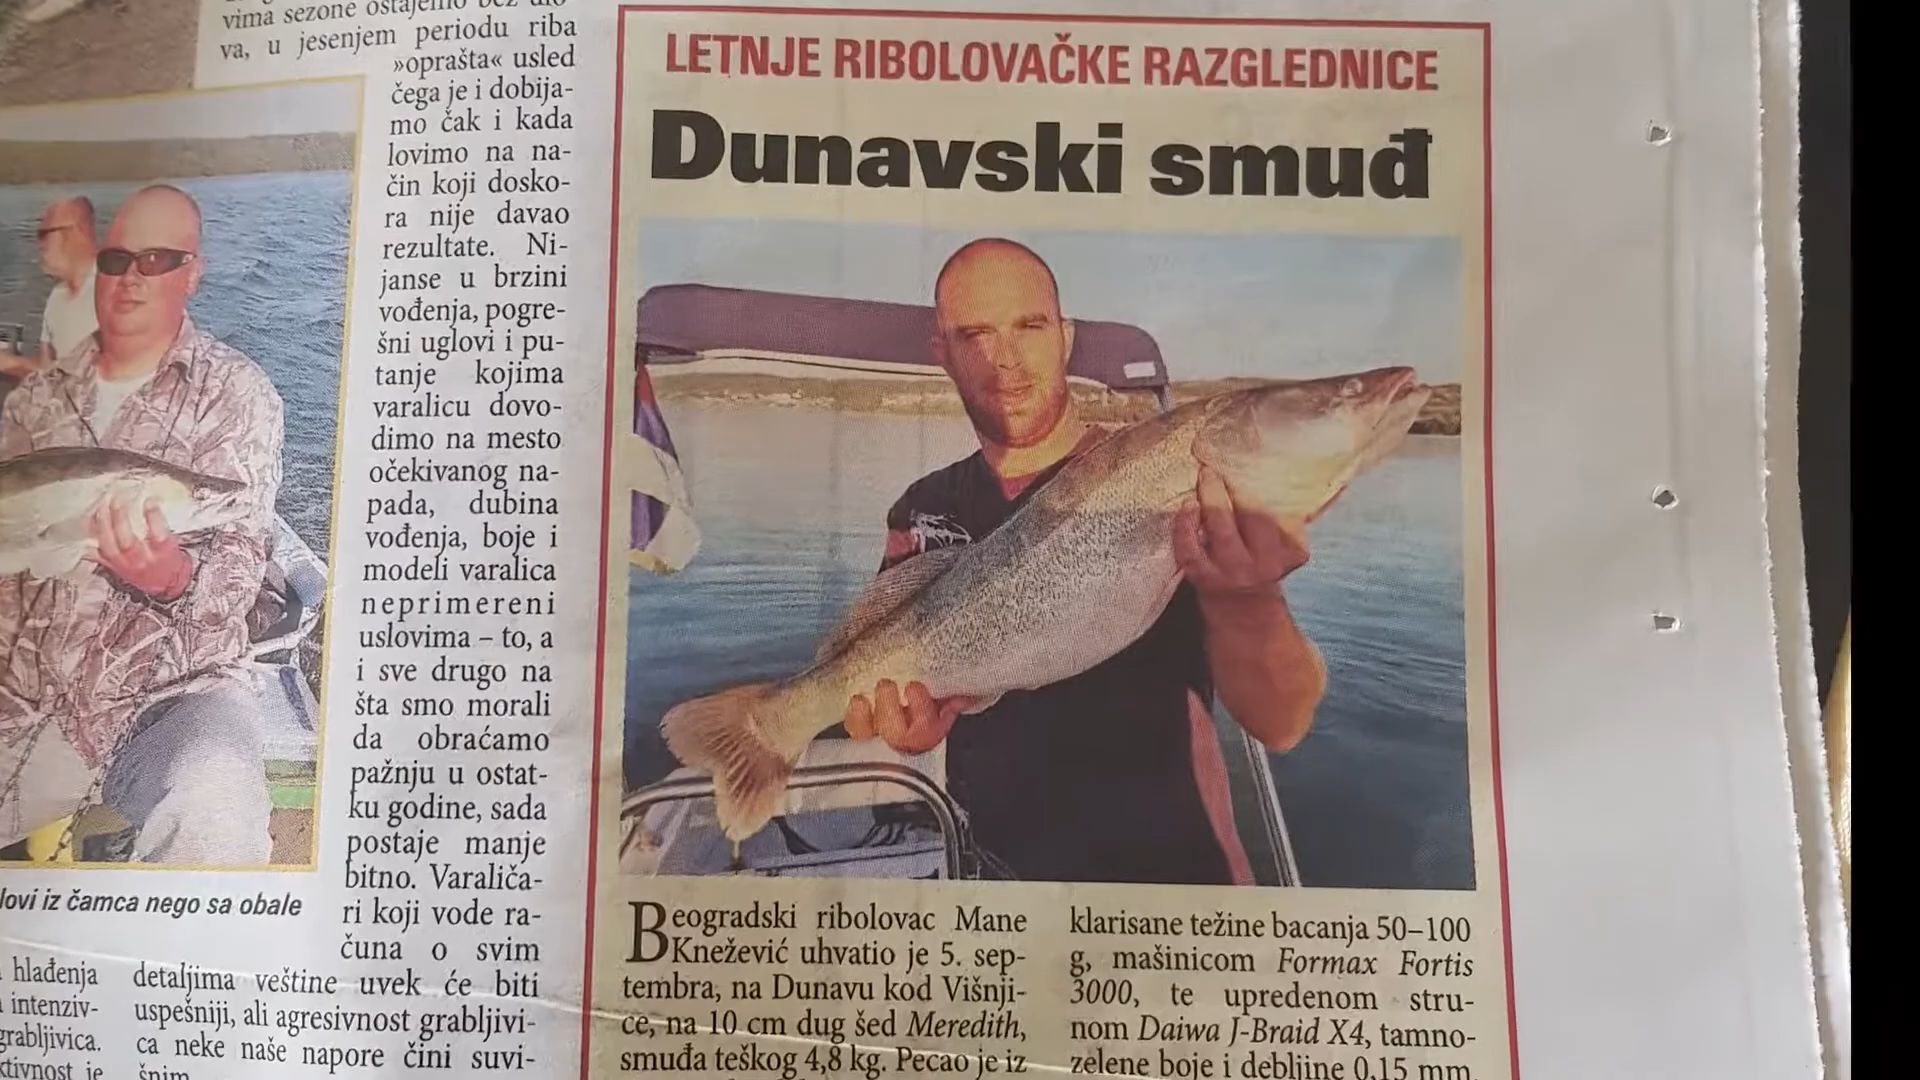 vima sezone ostajemo bez
va, u jesenjem periodu riba
»oprašta« usled
čega je i dobija-
mo čak i kada
lovimo na na-
čin koji dosko-
ra nije davao
rezultate. Ni-
janse u brzini
vođenja, pogre-
šni uglovi i pu-
tanje kojima
varalicu dovo-
dimo na mesto
očekivanog na-
pada, dubina
vođenja, boje i
modeli varalica
neprimereni
uslovima – to, a
i sve drugo na
šta smo morali
da obraćamo
pažnju u ostat-
ku godine, sada
postaje manje
bitno. Varaliča-
ri koji vode ra-
čuna o svim
detaljima veštine uvek će biti
uspešniji, ali agresivnost grabljivi-
ca neke naše napore čini suvi-
šnim
lovi iz čamca nego sa obale
hlađenja
intenziv-
grabljivica.
je
LETNJE RIBOLOVAČKE RAZGLEDNICE
Dunavski smuđ
Beogradski ribolovac Mane
Knežević uhvatio je 5. sep-
tembra, na Dunavu kod Višnji-
ce, na 10 cm dug šed Meredith,
smuđa teškog 4,8 kg. Pecao je iz
klarisane težine bacanja 50–100
g, mašinicom Formax Fortis
3000, te upredenom stru-
nom Daiwa J-Braid X4, tamno-
zelene boje i debljine 0,15 mm.